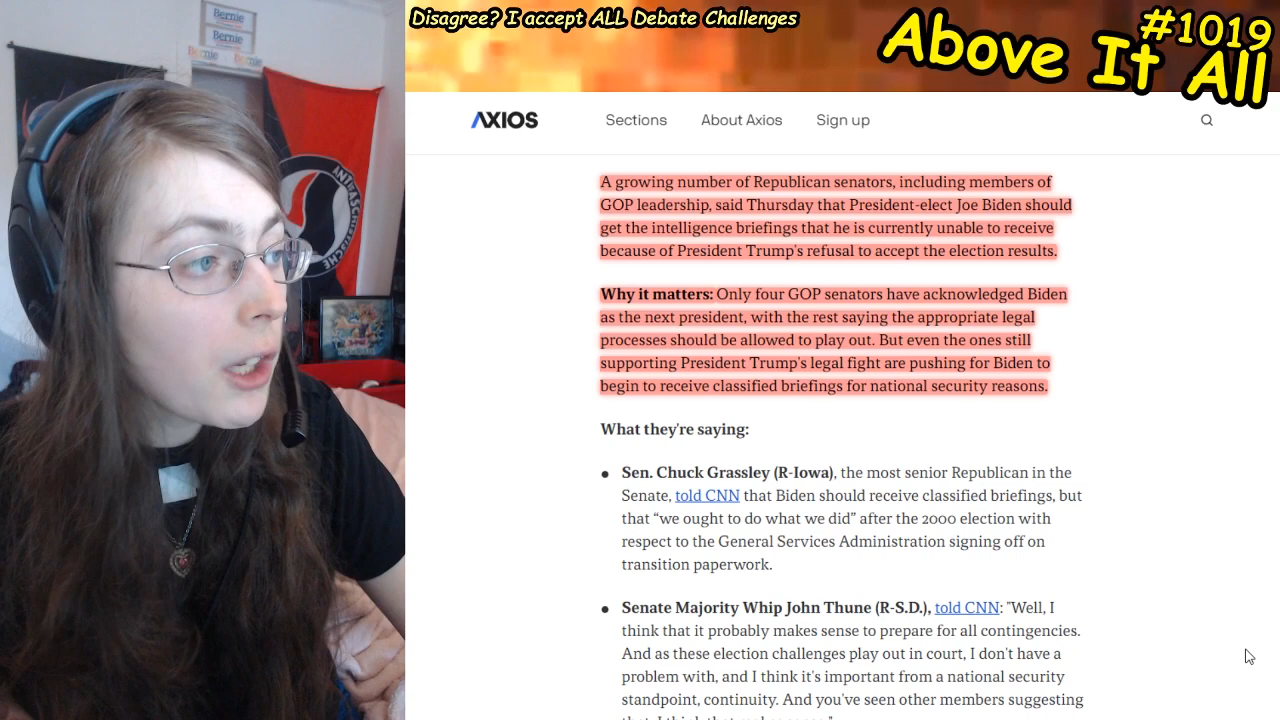 Bernie
Bernie
Bernie
Bernie
ANTIFASCHISTISCHE
Disagree? I accept ALL Debate Challenges
Above It All
#1019
AXIOS
Sections
About Axios
Sign up
A growing number of Republican senators, including members of
GOP leadership, said Thursday that President-elect Joe Biden should
get the intelligence briefings that he is currently unable to receive
because of President Trump's refusal to accept the election results.
Why it matters: Only four GOP senators have acknowledged Biden
as the next president, with the rest saying the appropriate legal
processes should be allowed to play out. But even the ones still
supporting President Trump's legal fight are pushing for Biden to
begin to receive classified briefings for national security reasons.
What they're saying:
Sen. Chuck Grassley (R-Iowa), the most senior Republican in the
Senate, told CNN that Biden should receive classified briefings, but
that “we ought to do what we did” after the 2000 election with
respect to the General Services Administration signing off on
transition paperwork.
Senate Majority Whip John Thune (R-S.D.), told CNN: "Well, I
think that it probably makes sense to prepare for all contingencies.
And as these election challenges play out in court, I don't have a
problem with, and I think it's important from a national security
standpoint, continuity. And you've seen other members suggesting